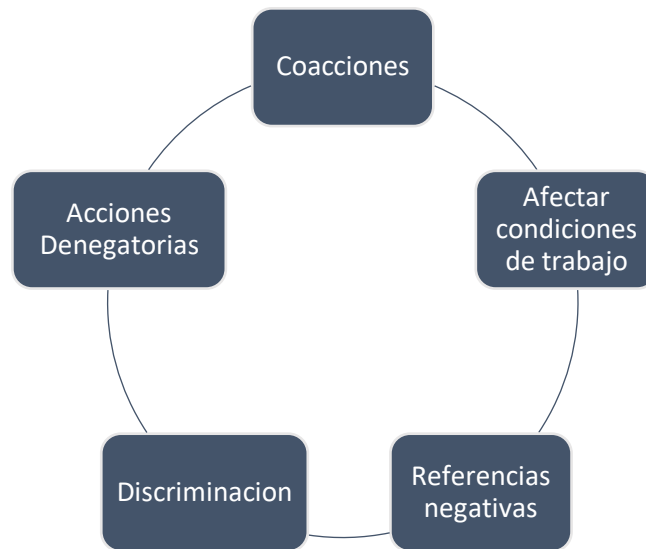 Coacciones
Afectar
condiciones
de trabajo
Referencias
negativas
Discriminacion
Acciones
Denegatorias